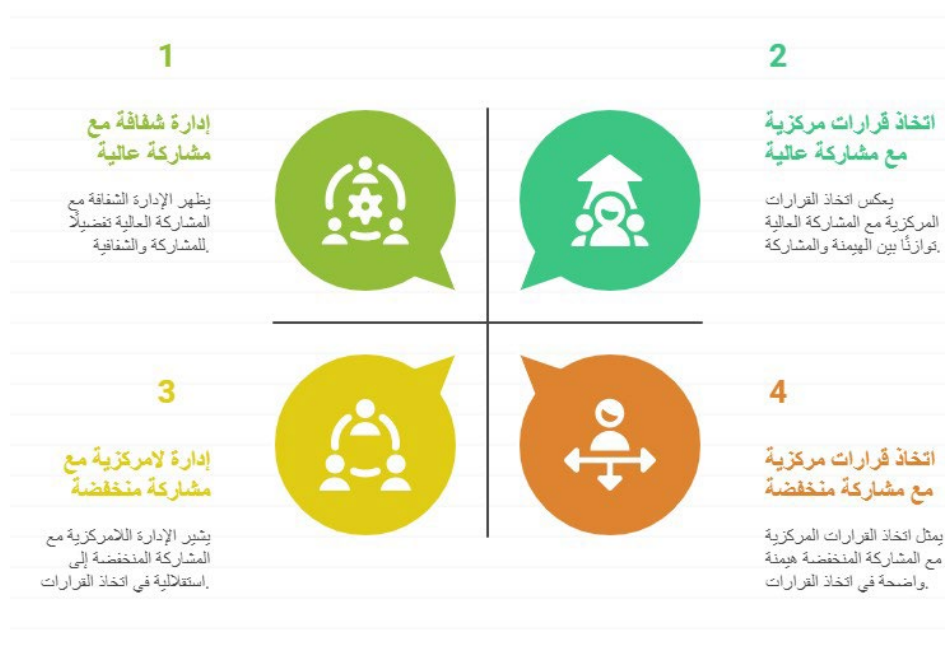 1
إدارة شفافة مع
مشاركة عالية
يظهر الإدارة الشفافة مع
المشاركة العالية تفضيلًا
للمشاركة والشفافية.
2
اتخاذ قرارات مركزية
مع مشاركة عالية
يعكس اتخاذ القرارات
المركزية مع المشاركة العالية
توازنًا بين الهيمنة والمشاركة.
3
إدارة لامركزية مع
مشاركة منخفضة
يشير الإدارة اللامركزية مع
المشاركة المنخفضة إلى
استقلالية في اتخاذ القرارات.
4
اتخاذ قرارات مركزية
مع مشاركة منخفضة
يمثل اتخاذ القرارات المركزية
مع المشاركة المنخفضة هيمنة
واضحة في اتخاذ القرارات.